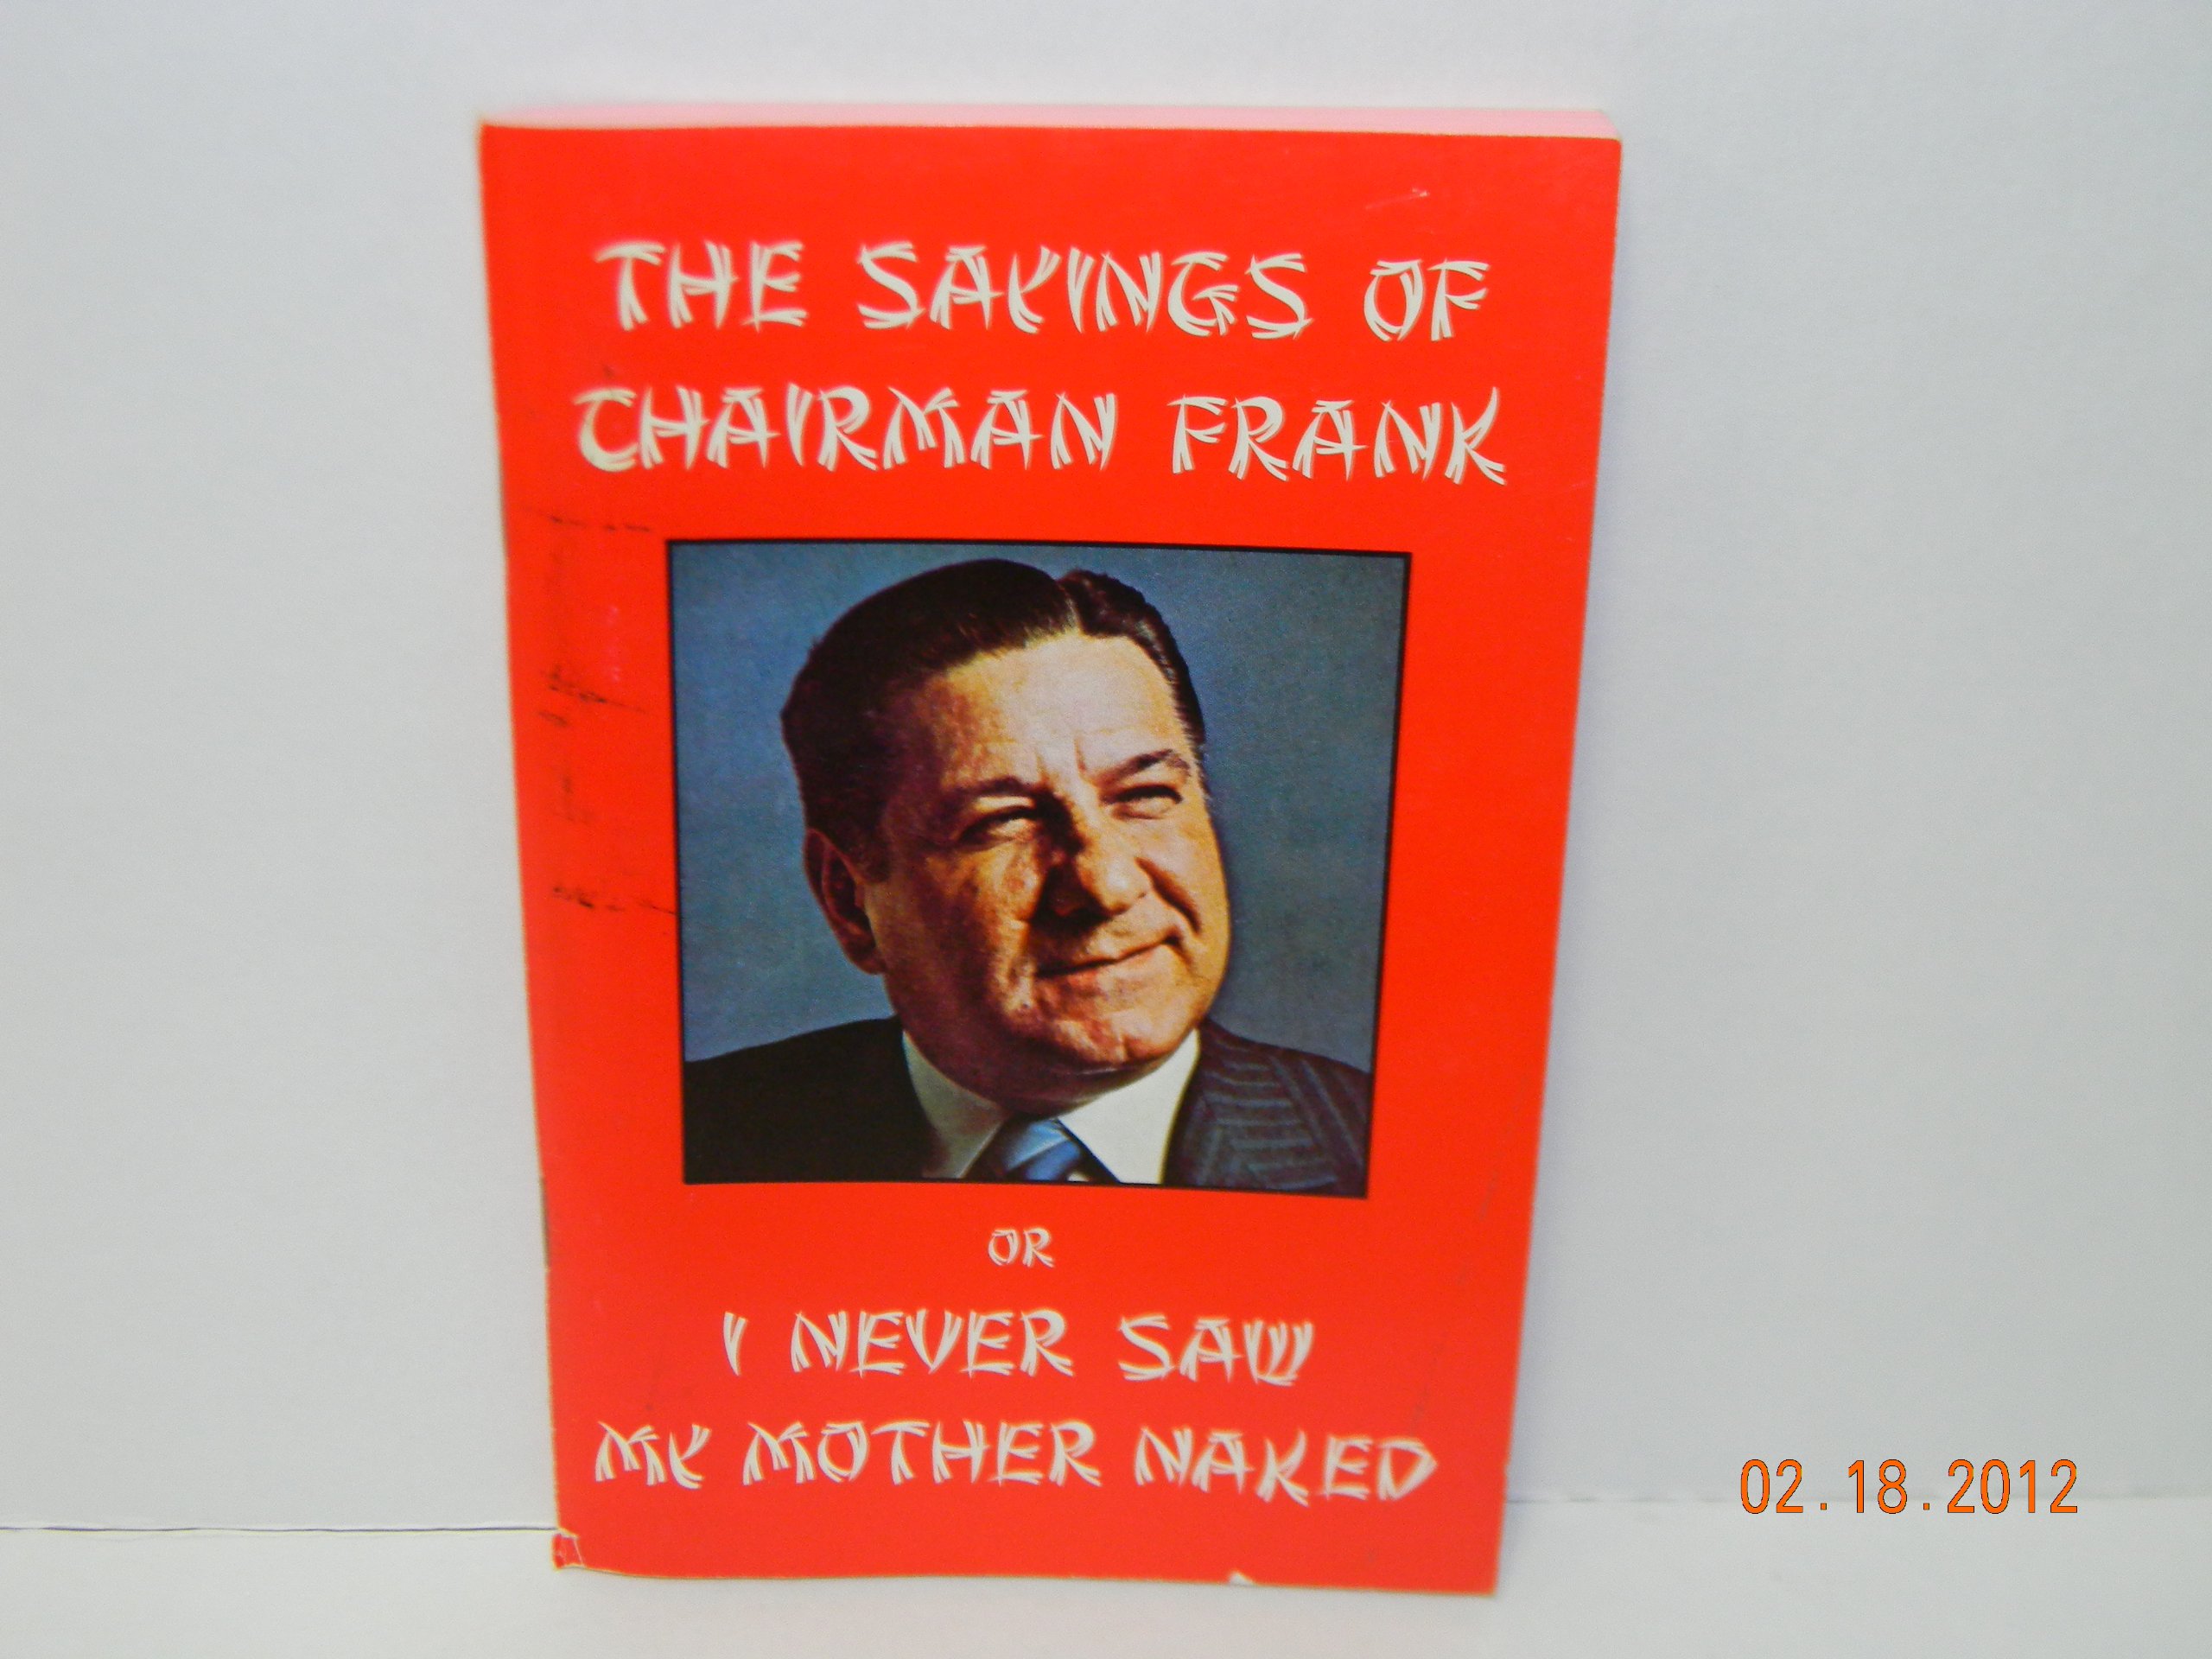 THE SAYINGS OF
CHAIRMAN FRANK
OR
I NEVER SAW
MY MOTHER NAKED
02.18.2012